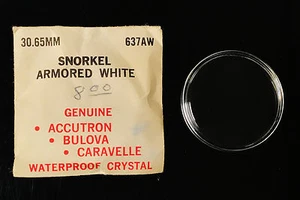 30.65MM 637AW
SNORKEL
ARMORED WHITE
8 00
GENUINE
• ACCUTRON
• BULOVA
• CARAVELLE
WATERPROOF CRYSTAL